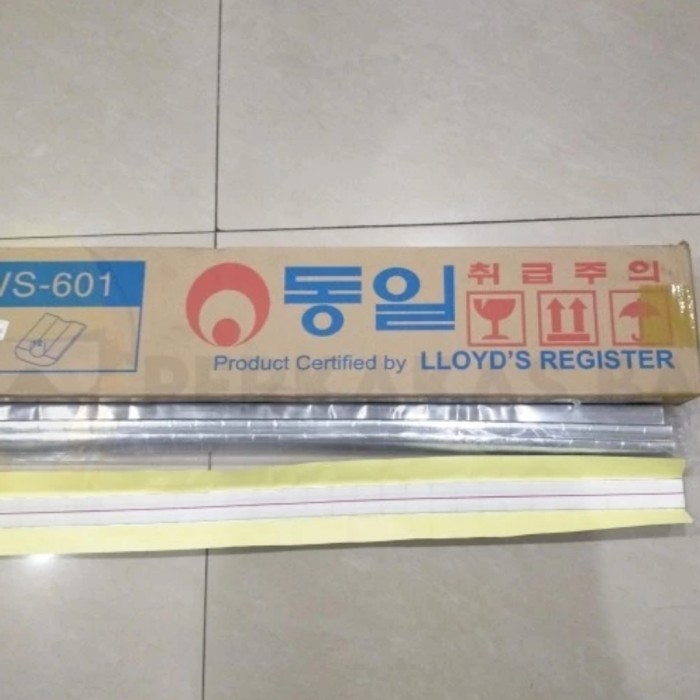 VS-601
동일
취급주의
Product Certified by LLOYD'S REGISTER